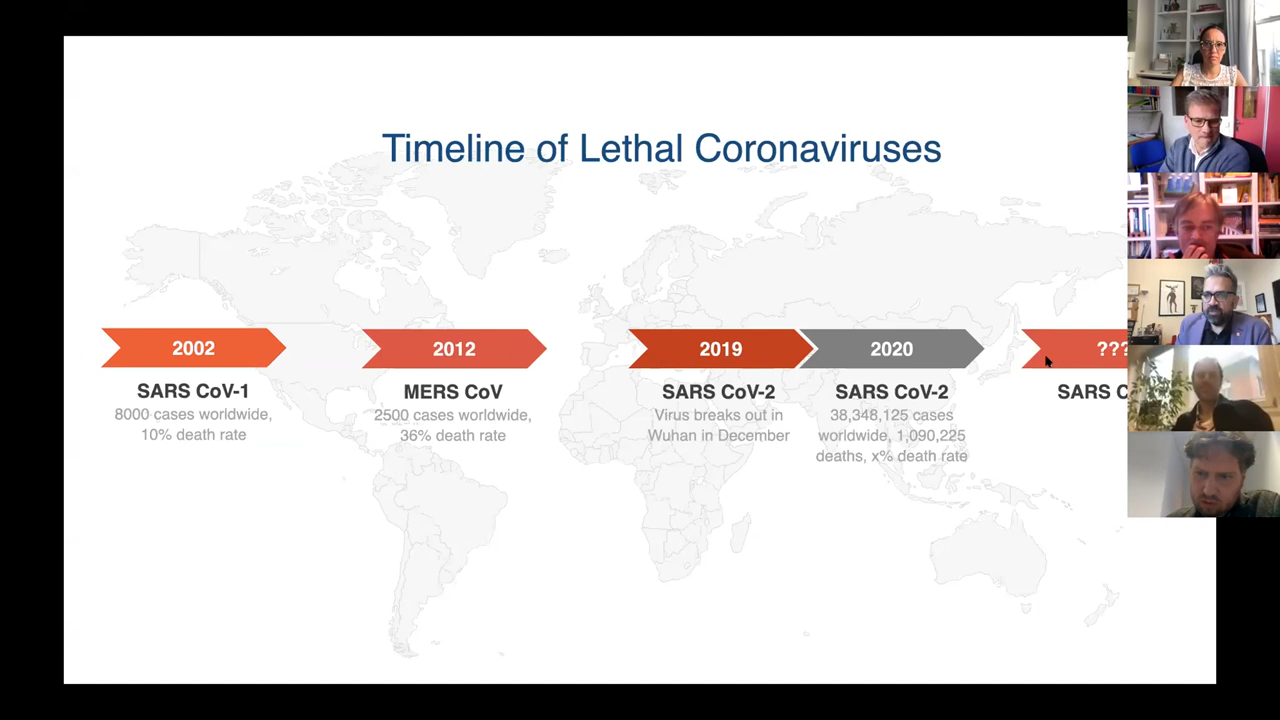 Timeline of Lethal Coronaviruses
2002
SARS CoV-1
8000 cases worldwide,
10% death rate
2012
MERS CoV
2500 cases worldwide,
36% death rate
2019
SARS CoV-2
Virus breaks out in
Wuhan in December
2020
SARS CoV-2
38,348,125 cases
worldwide, 1,090,225
deaths, x% death rate
???
SARS C